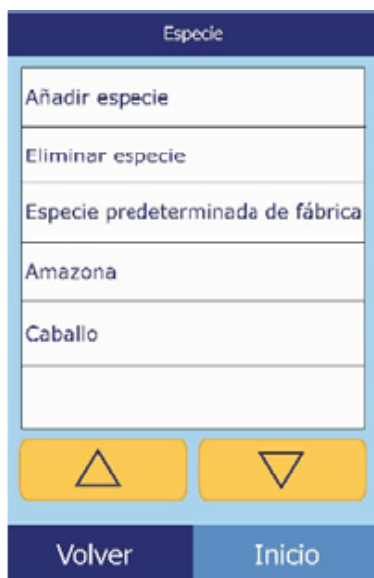 Especie
Añadir especie
Eliminar especie
Especie predeterminada de fábrica
Amazona
Caballo
Volver
Inicio